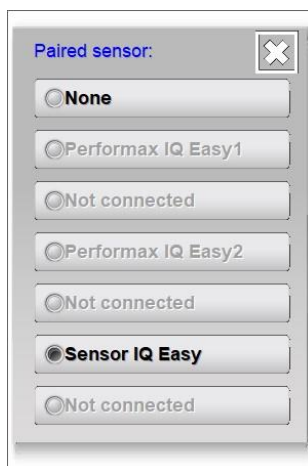 Paired sensor:
None
Performax IQ Easy1
Not connected
Performax IQ Easy2
Not connected
Sensor IQ Easy
Not connected